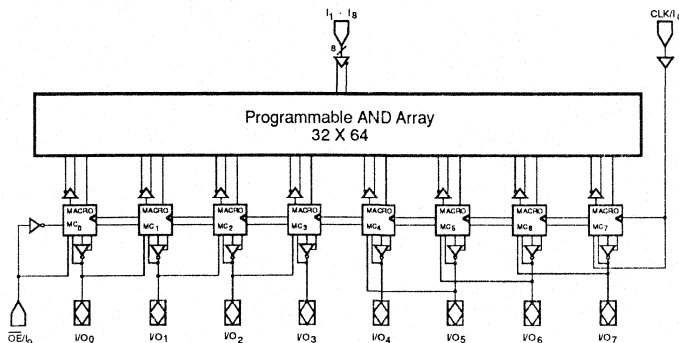 I1 - I8
CLK/I0
8
Programmable AND Array
32 X 64
MACRO MACRO MACRO MACRO MACRO MACRO MACRO MACRO
MC0 MC1 MC2 MC3 MC4 MC5 MC6 MC7
OE/I9 I/O0 I/O1 I/O2 I/O3 I/O4 I/O5 I/O6 I/O7